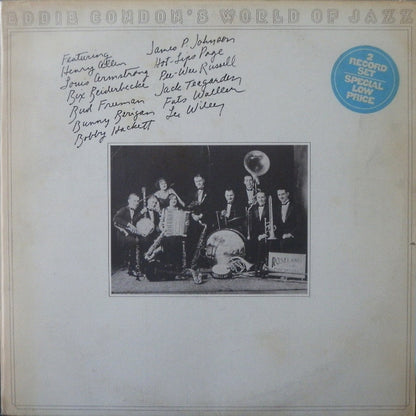 EDDIE CONDON'S WORLD OF JAZZ
Featuring
Henry Allen
Louis Armstrong
Bix Beiderbecke
Bud Freeman
Bunny Berigan
Bobby Hackett
James P. Johnson
Hot Lips Page
Pee Wee Russell
Jack Teagarden
Fats Waller
Lee Wiley
2
RECORD
SET
SPECIAL
LOW
PRICE